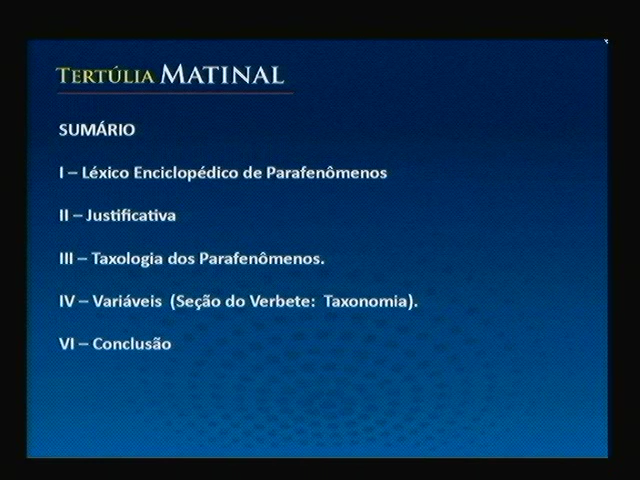 TERTÚLIA MATINAL
SUMÁRIO
I – Léxico Enciclopédico de Parafenômenos
II – Justificativa
III – Taxologia dos Parafenômenos.
IV – Variáveis (Seção do Verbete: Taxonomia).
VI – Conclusão